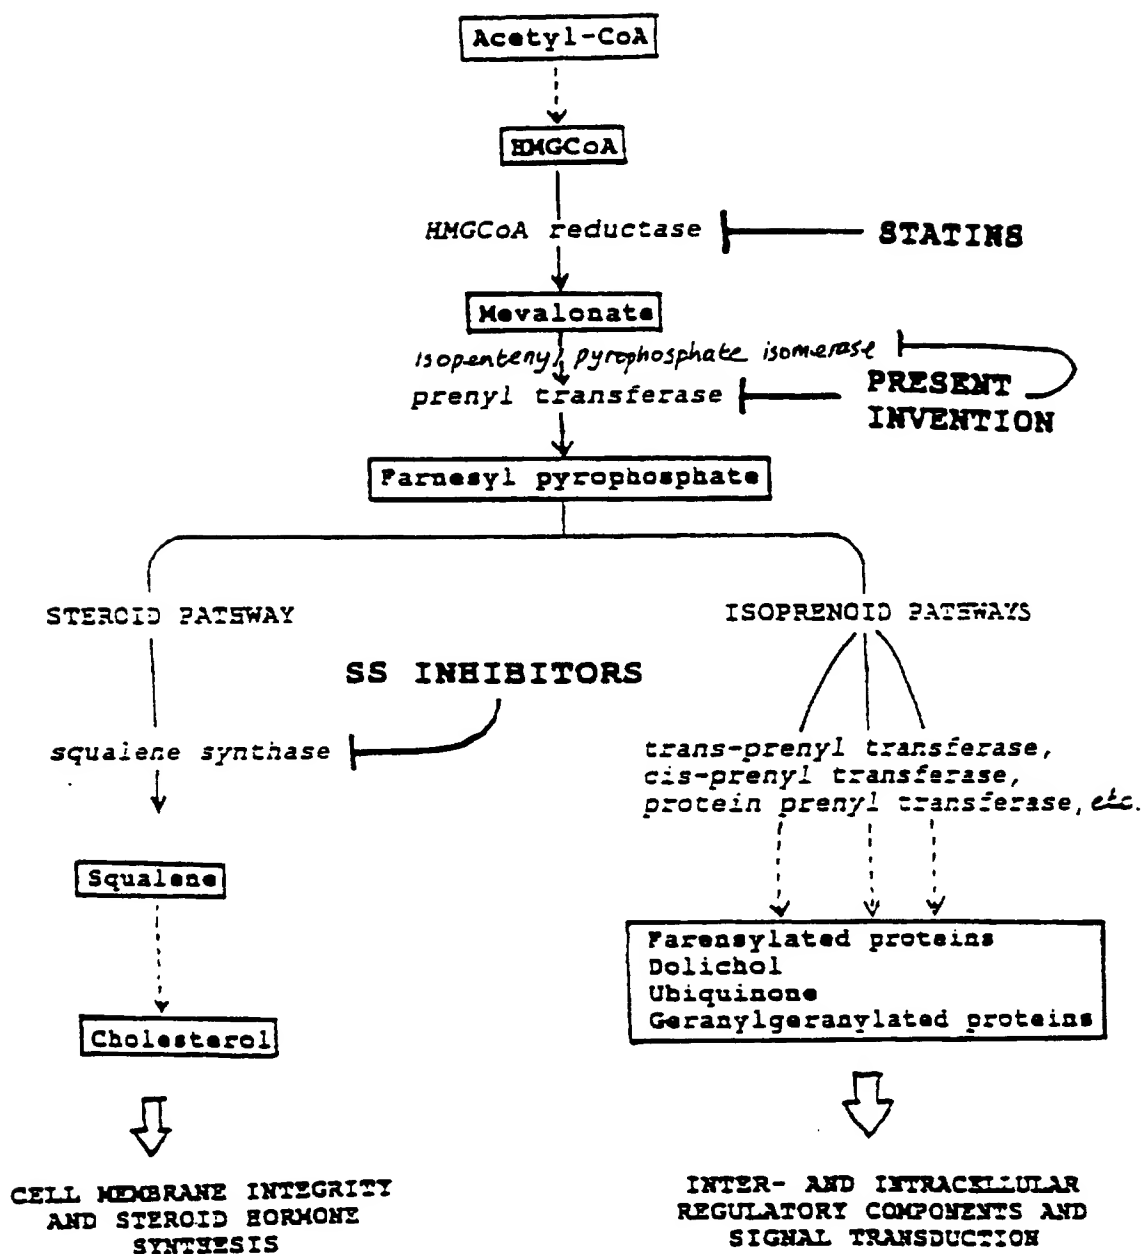 Acetyl-CoA
HMGCoA
HMGCoA reductase
STATINS
Mevalonate
isopentenyl pyrophosphate isomerase
prenyl transferase
PRESENT
INVENTION
Farnesyl pyrophosphate
STEROID PATHWAY
ISOPRENOID PATHWAYS
SS INHIBITORS
squalene synthase
trans-prenyl transferase,
cis-prenyl transferase,
protein prenyl transferase, etc.
Squalene
Farensylated proteins
Dolichol
Ubiquinone
Geranylgeranylated proteins
Cholesterol
CELL MEMBRANE INTEGRITY
AND STEROID HORMONE
SYNTHESIS
INTER- AND INTRACELLULAR
REGULATORY COMPONENTS AND
SIGNAL TRANSDUCTION